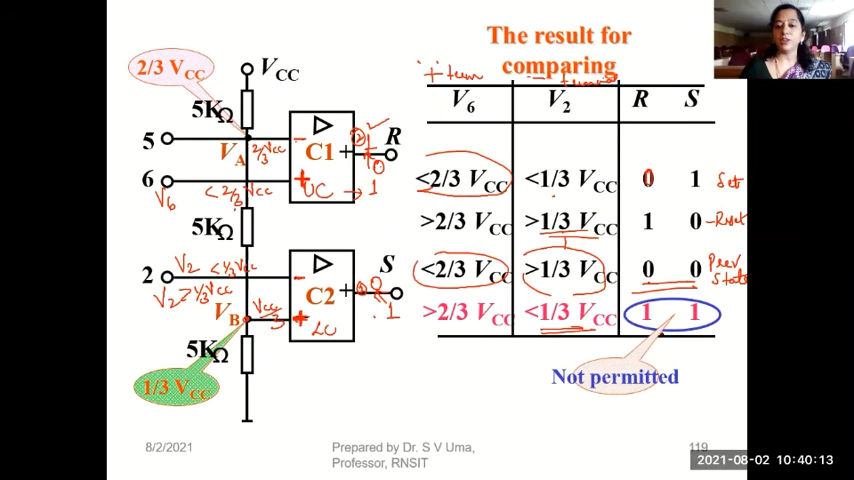 The result for
comparing
2/3 VCC
VCC
+ term
V6 V2 R S
5KΩ
5
VA
2/3 VCC
C1
R
6
V6
< 2/3 VCC
UC → 1
0
<2/3 VCC <1/3 VCC 0 1 Set
>2/3 VCC >1/3 VCC 1 0 - Reset
<2/3 VCC >1/3 VCC 0 0 Prev State
>2/3 VCC <1/3 VCC 1 1
5KΩ
2
V2 < 1/3 VCC
V2 > 1/3 VCC
C2
S
0
1
VB
VCC/3
LC
5KΩ
1/3 VCC
Not permitted
8/2/2021
Prepared by Dr. S V Uma,
Professor, RNSIT
119
2021-08-02 10:40:13